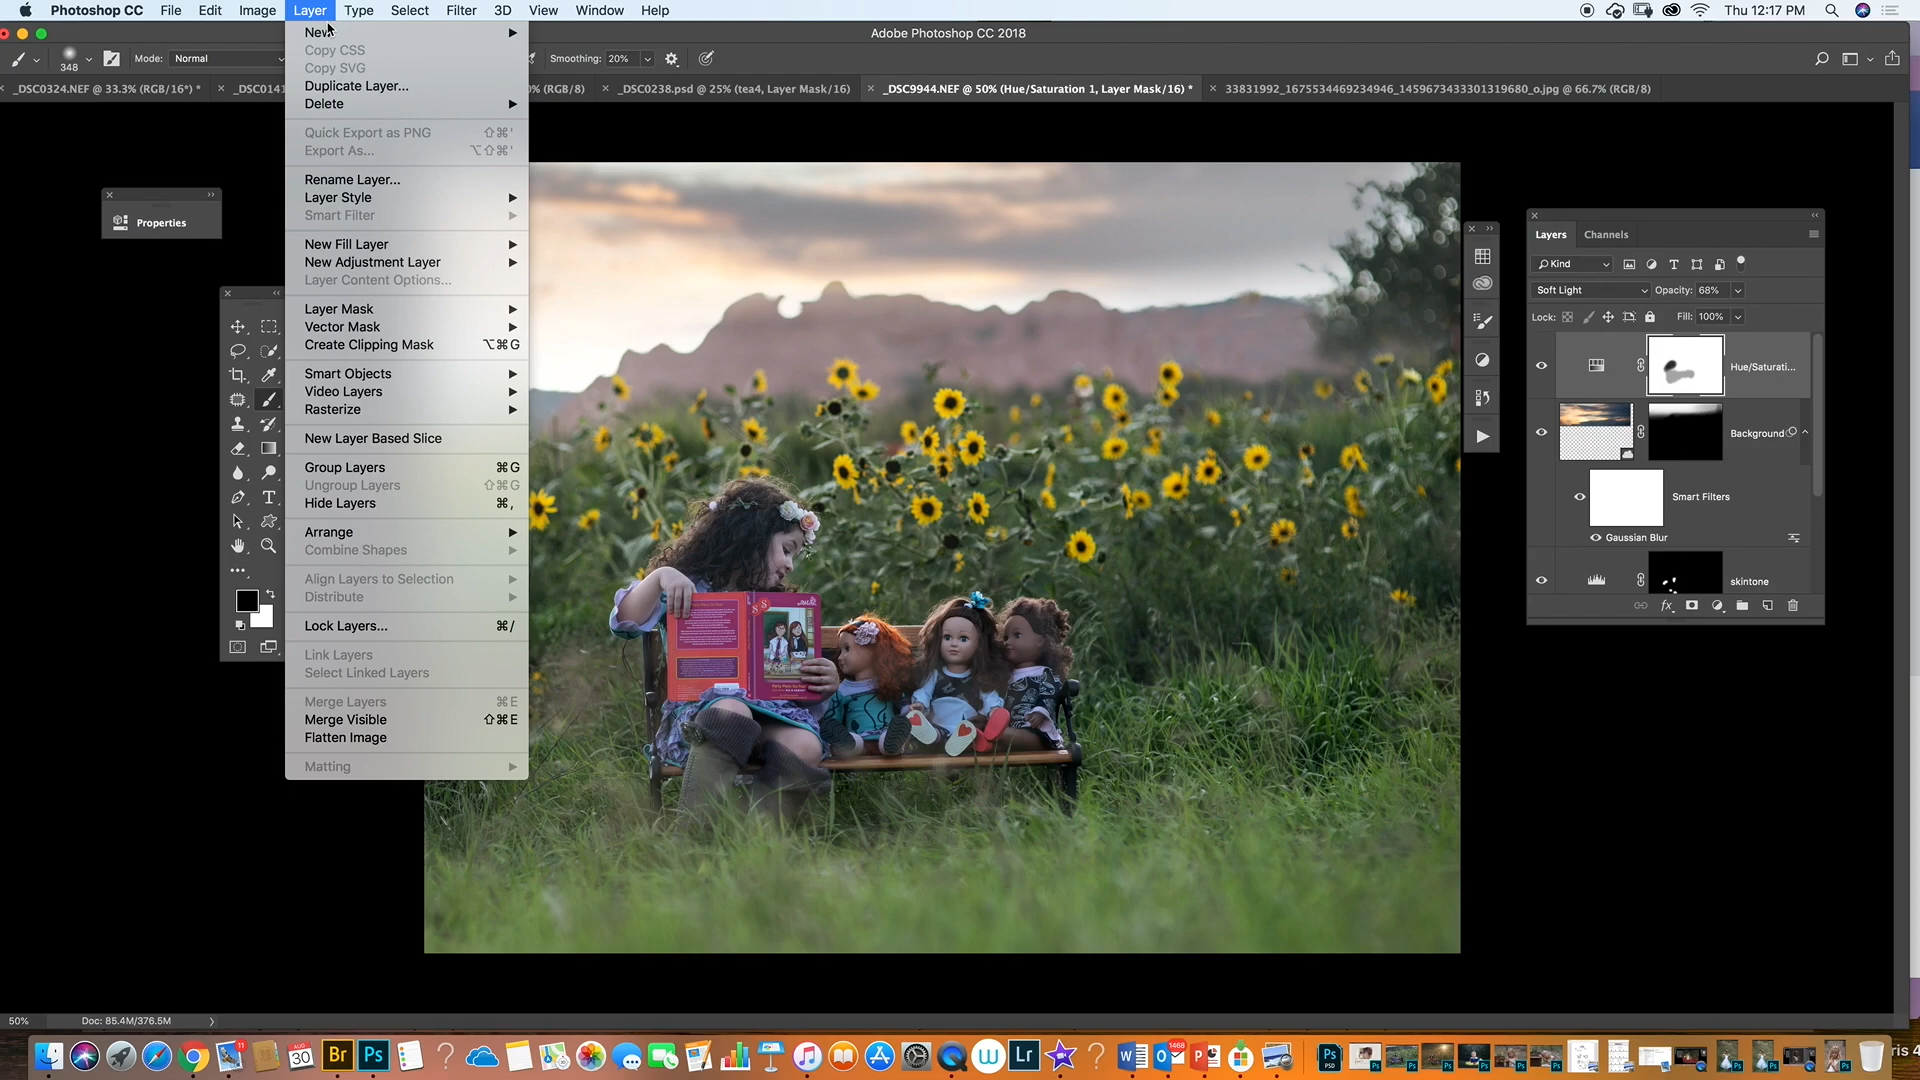 Photoshop CC File Edit Image Layer Type Select Filter 3D View Window Help Thu 12:17 PM
Adobe Photoshop CC 2018
348 Mode: Normal Smoothing: 20%
_DSC0324.NEF @ 33.3% (RGB/16*) * _DSC0141 0% (RGB/8) _DSC0238.psd @ 25% (tea4, Layer Mask/16) _DSC9944.NEF @ 50% (Hue/Saturation 1, Layer Mask/16) * 33831992_1675534469234946_1459673433301319680_o.jpg @ 66.7% (RGB/8)
New
Copy CSS
Copy SVG
Duplicate Layer...
Delete
Quick Export as PNG ⇧⌘'
Export As... ⌥⇧⌘'
Rename Layer...
Layer Style
Smart Filter
New Fill Layer
New Adjustment Layer
Layer Content Options...
Layer Mask
Vector Mask
Create Clipping Mask ⌥⌘G
Smart Objects
Video Layers
Rasterize
New Layer Based Slice
Group Layers ⌘G
Ungroup Layers ⇧⌘G
Hide Layers ⌘,
Arrange
Combine Shapes
Align Layers to Selection
Distribute
Lock Layers... ⌘/
Link Layers
Select Linked Layers
Merge Layers ⌘E
Merge Visible ⇧⌘E
Flatten Image
Matting
Properties
Layers Channels
Kind
Soft Light Opacity: 68%
Lock: Fill: 100%
Hue/Saturati...
Background
Smart Filters
Gaussian Blur
skintone
fx
50% Doc: 85.4M/376.5M
11 AUG 30 Br Ps Lr 1468 Ps